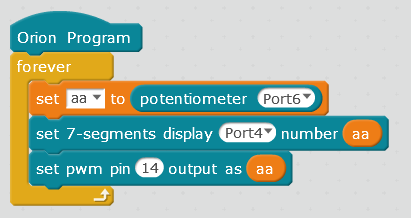 Orion Program
forever
set aa to potentiometer Port6
set 7-segments display Port4 number aa
set pwm pin 14 output as aa